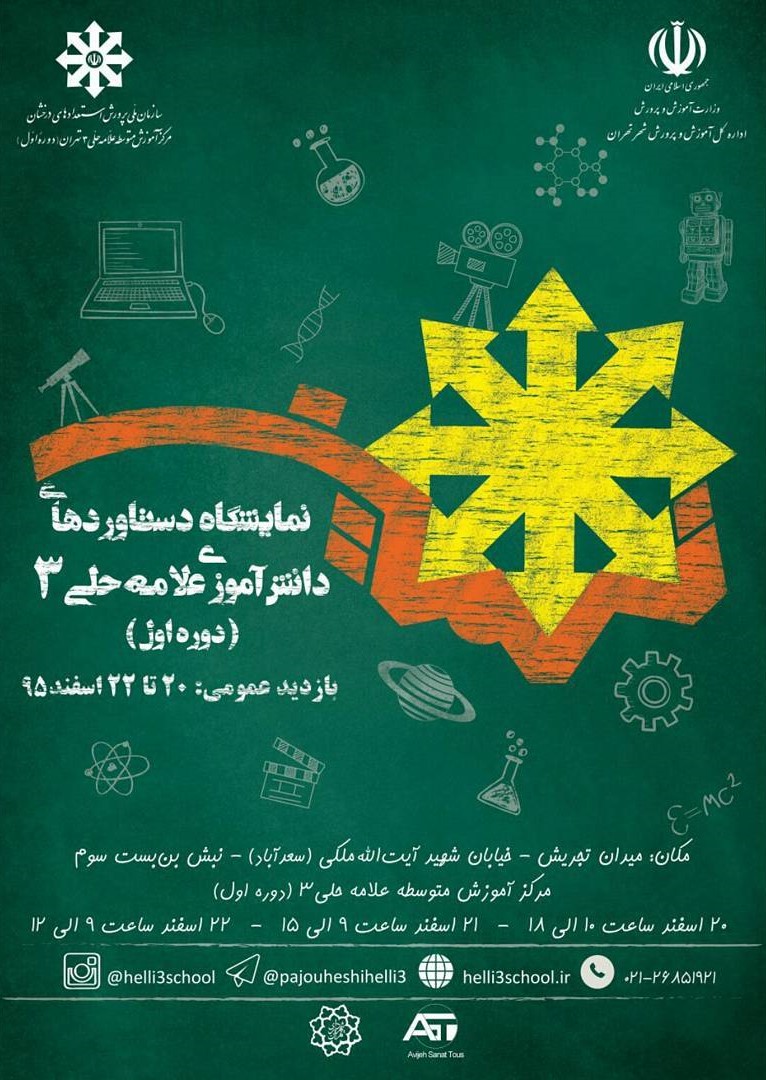 جمهوری اسلامی ایران
وزارت آموزش و پرورش
اداره کل آموزش و پرورش شهر تهران
سازمان ملی پرورش استعدادهای درخشان
مرکز آموزش متوسطه علامه حلی ۳ تهران (دوره اول)
نمایشگاه دستاوردهای
دانش‌آموزی علامه حلی ۳
(دوره اول)
بازدید عمومی: ۲۰ تا ۲۲ اسفند ۹۵
E=MC²
مکان: میدان تجریش – خیابان شهید آیت‌الله ملکی (سعدآباد) – نبش بن‌بست سوم
مرکز آموزش متوسطه علامه حلی ۳ (دوره اول)
۲۰ اسفند ساعت ۱۰ الی ۱۸ - ۲۱ اسفند ساعت ۹ الی ۱۵ - ۲۲ اسفند ساعت ۹ الی ۱۲
@helli3school @pajouheshihelli3 helli3school.ir ۰۲۱-۲۶۸۵۱۹۲۱
AST
Avijeh Sanat Tous